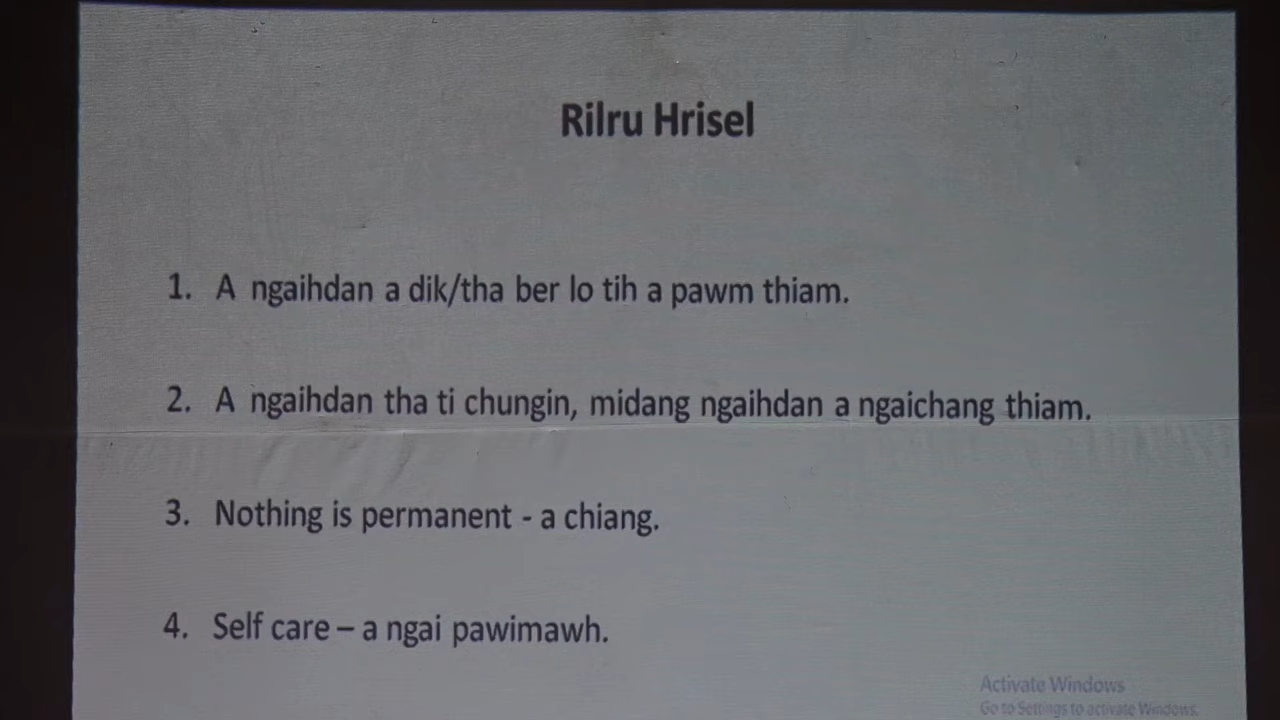 Rilru Hrisel
1. A ngaihdan a dik/tha ber lo tih a pawm thiam.
2. A ngaihdan tha ti chungin, midang ngaihdan a ngaichang thiam.
3. Nothing is permanent - a chiang.
4. Self care – a ngai pawimawh.
Activate Windows
Go to Settings to activate Windows.